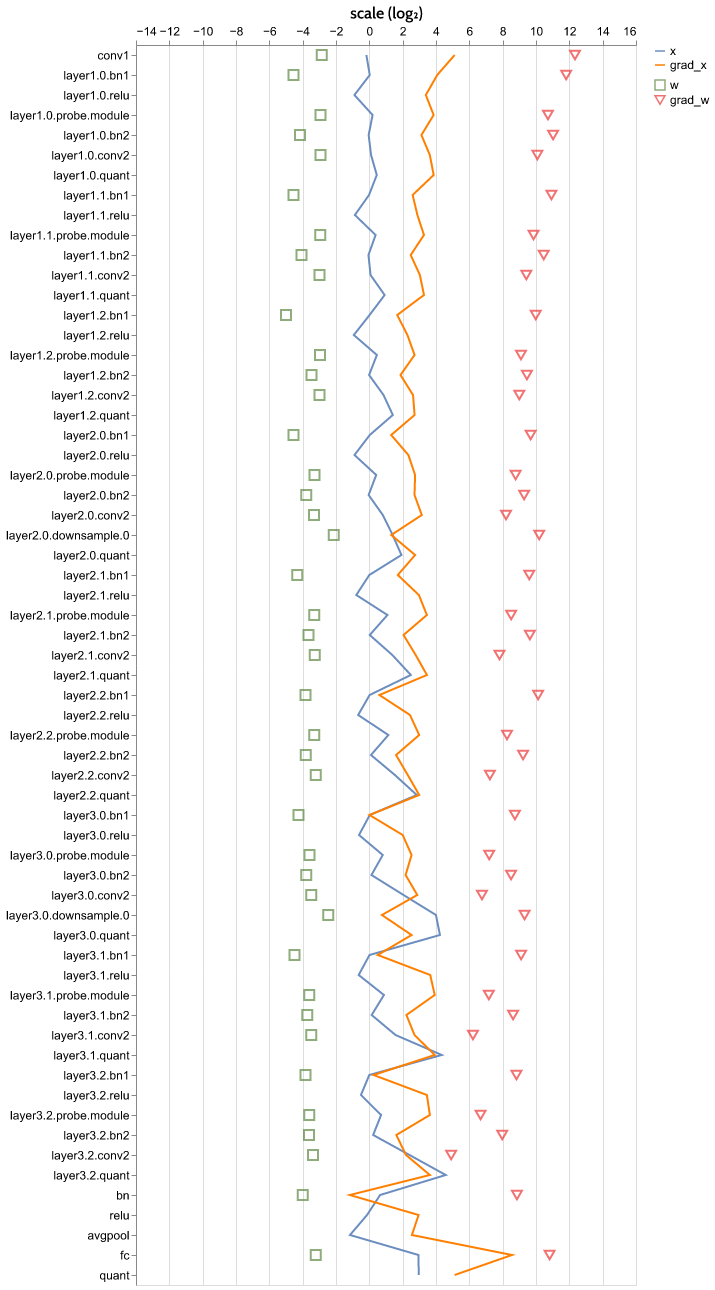 scale (log₂)
−14 −12 −10 −8 −6 −4 −2 0 2 4 6 8 10 12 14 16
x
grad_x
w
grad_w
conv1
layer1.0.bn1
layer1.0.relu
layer1.0.probe.module
layer1.0.bn2
layer1.0.conv2
layer1.0.quant
layer1.1.bn1
layer1.1.relu
layer1.1.probe.module
layer1.1.bn2
layer1.1.conv2
layer1.1.quant
layer1.2.bn1
layer1.2.relu
layer1.2.probe.module
layer1.2.bn2
layer1.2.conv2
layer1.2.quant
layer2.0.bn1
layer2.0.relu
layer2.0.probe.module
layer2.0.bn2
layer2.0.conv2
layer2.0.downsample.0
layer2.0.quant
layer2.1.bn1
layer2.1.relu
layer2.1.probe.module
layer2.1.bn2
layer2.1.conv2
layer2.1.quant
layer2.2.bn1
layer2.2.relu
layer2.2.probe.module
layer2.2.bn2
layer2.2.conv2
layer2.2.quant
layer3.0.bn1
layer3.0.relu
layer3.0.probe.module
layer3.0.bn2
layer3.0.conv2
layer3.0.downsample.0
layer3.0.quant
layer3.1.bn1
layer3.1.relu
layer3.1.probe.module
layer3.1.bn2
layer3.1.conv2
layer3.1.quant
layer3.2.bn1
layer3.2.relu
layer3.2.probe.module
layer3.2.bn2
layer3.2.conv2
layer3.2.quant
bn
relu
avgpool
fc
quant